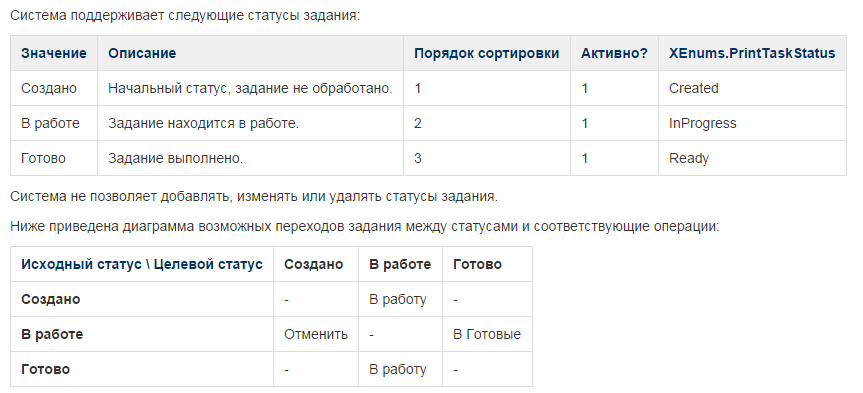 Система поддерживает следующие статусы задания:
Значение Описание Порядок сортировки Активно? XEnums.PrintTaskStatus
Создано Начальный статус, задание не обработано. 1 1 Created
В работе Задание находится в работе. 2 1 InProgress
Готово Задание выполнено. 3 1 Ready
Система не позволяет добавлять, изменять или удалять статусы задания.
Ниже приведена диаграмма возможных переходов задания между статусами и соответствующие операции:
Исходный статус \ Целевой статус Создано В работе Готово
Создано - В работу -
В работе Отменить - В Готовые
Готово - В работу -